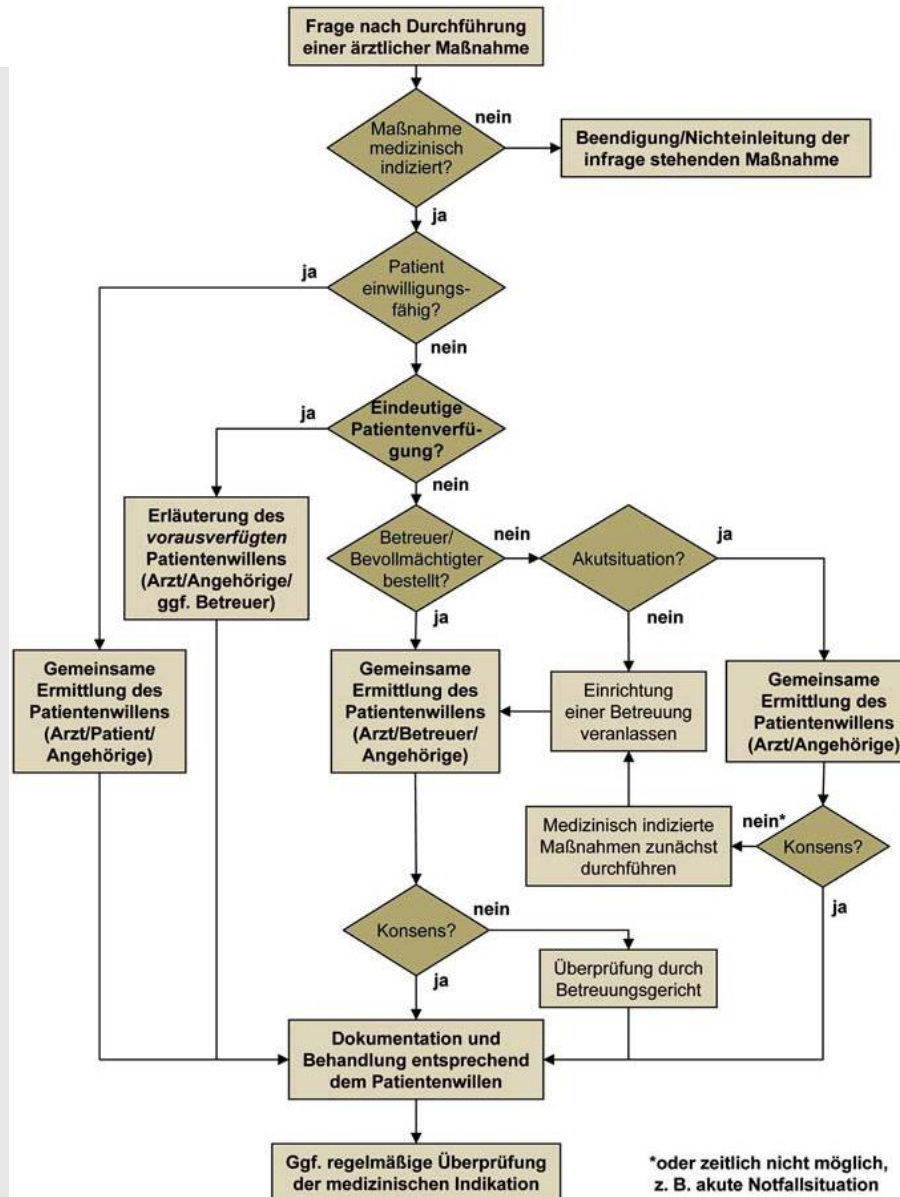 Frage nach Durchführung
einer ärztlicher Maßnahme
Maßnahme
medizinisch
indiziert?
nein
Beendigung/Nichteinleitung der
infrage stehenden Maßnahme
ja
Patient
einwilligungs-
fähig?
ja
nein
Eindeutige
Patientenverfü-
gung?
ja
nein
Erläuterung des
vorausverfügten
Patientenwillens
(Arzt/Angehörige/
ggf. Betreuer)
Betreuer/
Bevollmächtigter
bestellt?
nein
Akutsituation?
ja
ja
nein
Gemeinsame
Ermittlung des
Patientenwillens
(Arzt/Patient/
Angehörige)
Gemeinsame
Ermittlung des
Patientenwillens
(Arzt/Betreuer/
Angehörige)
Einrichtung
einer Betreuung
veranlassen
Gemeinsame
Ermittlung des
Patientenwillens
(Arzt/Angehörige)
Medizinisch indizierte
Maßnahmen zunächst
durchführen
nein*
Konsens?
ja
Konsens?
nein
ja
Überprüfung durch
Betreuungsgericht
Dokumentation und
Behandlung entsprechend
dem Patientenwillen
Ggf. regelmäßige Überprüfung
der medizinischen Indikation
*oder zeitlich nicht möglich,
z. B. akute Notfallsituation